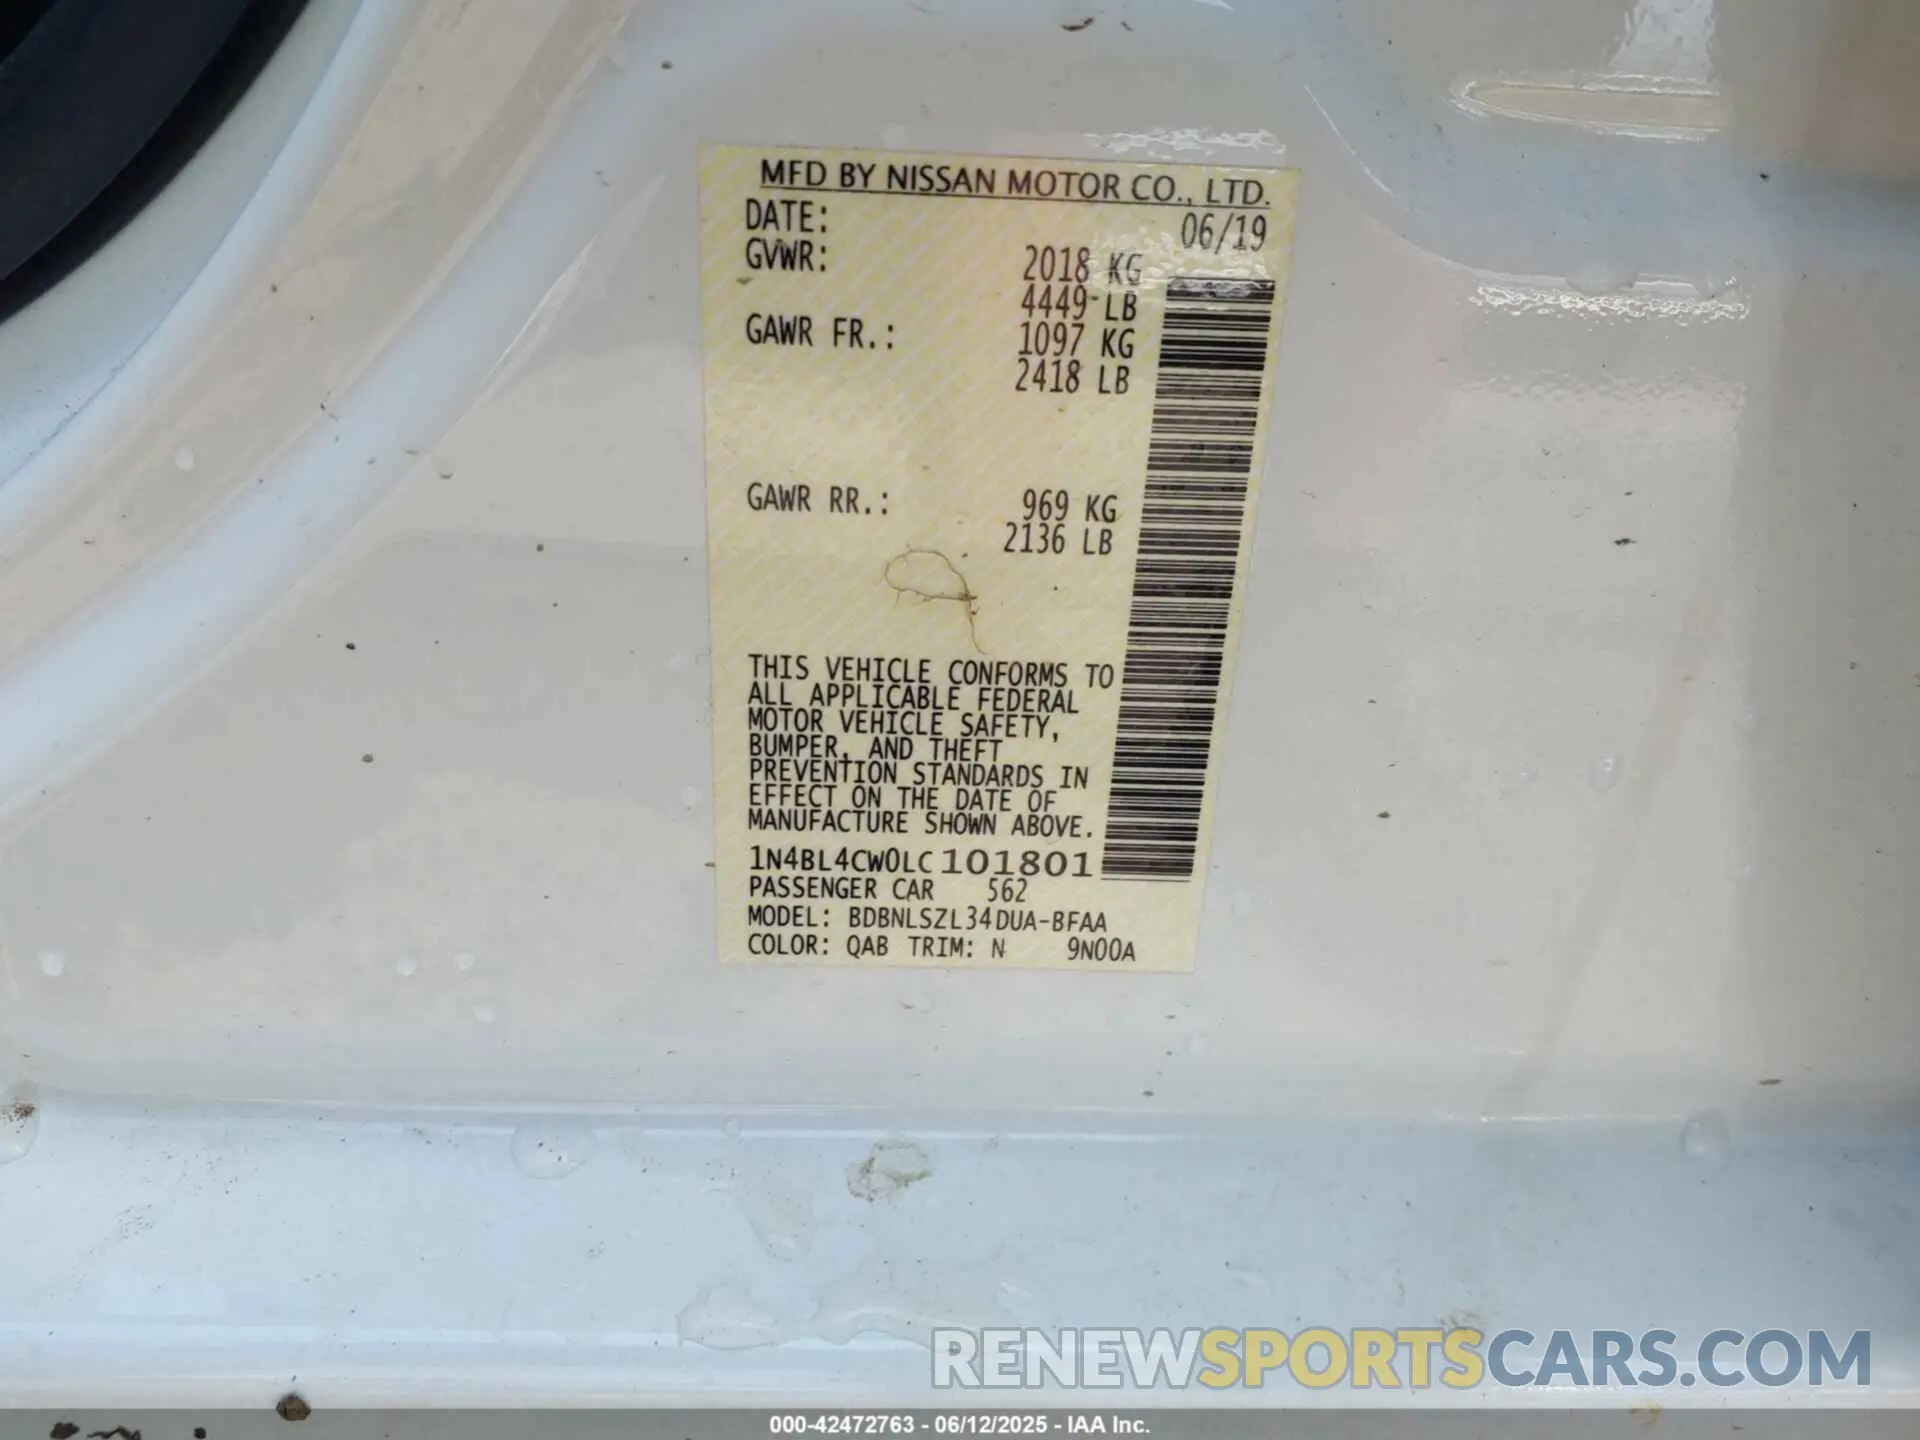 MFD BY NISSAN MOTOR CO., LTD.
DATE: 06/19
GVWR: 2018 KG
4449 LB
GAWR FR.: 1097 KG
2418 LB
GAWR RR.: 969 KG
2136 LB
THIS VEHICLE CONFORMS TO
ALL APPLICABLE FEDERAL
MOTOR VEHICLE SAFETY,
BUMPER, AND THEFT
PREVENTION STANDARDS IN
EFFECT ON THE DATE OF
MANUFACTURE SHOWN ABOVE.
1N4BL4CW0LC101801
PASSENGER CAR 562
MODEL: BDBNLSZL34DUA-BFAA
COLOR: QAB TRIM: N 9N00A
RENEWSPORTSCARS.COM
000-42472763 - 06/12/2025 - IAA Inc.